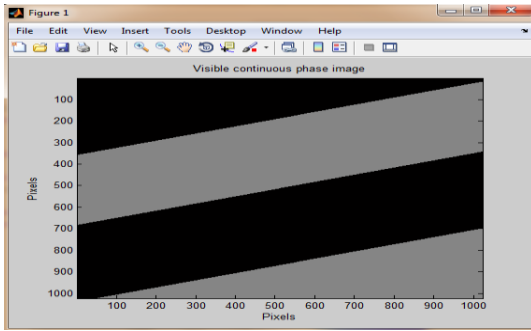 Figure 1
File Edit View Insert Tools Desktop Window Help
Visible continuous phase image
100
200
300
400
500
600
700
800
900
1000
Pixels
100 200 300 400 500 600 700 800 900 1000
Pixels